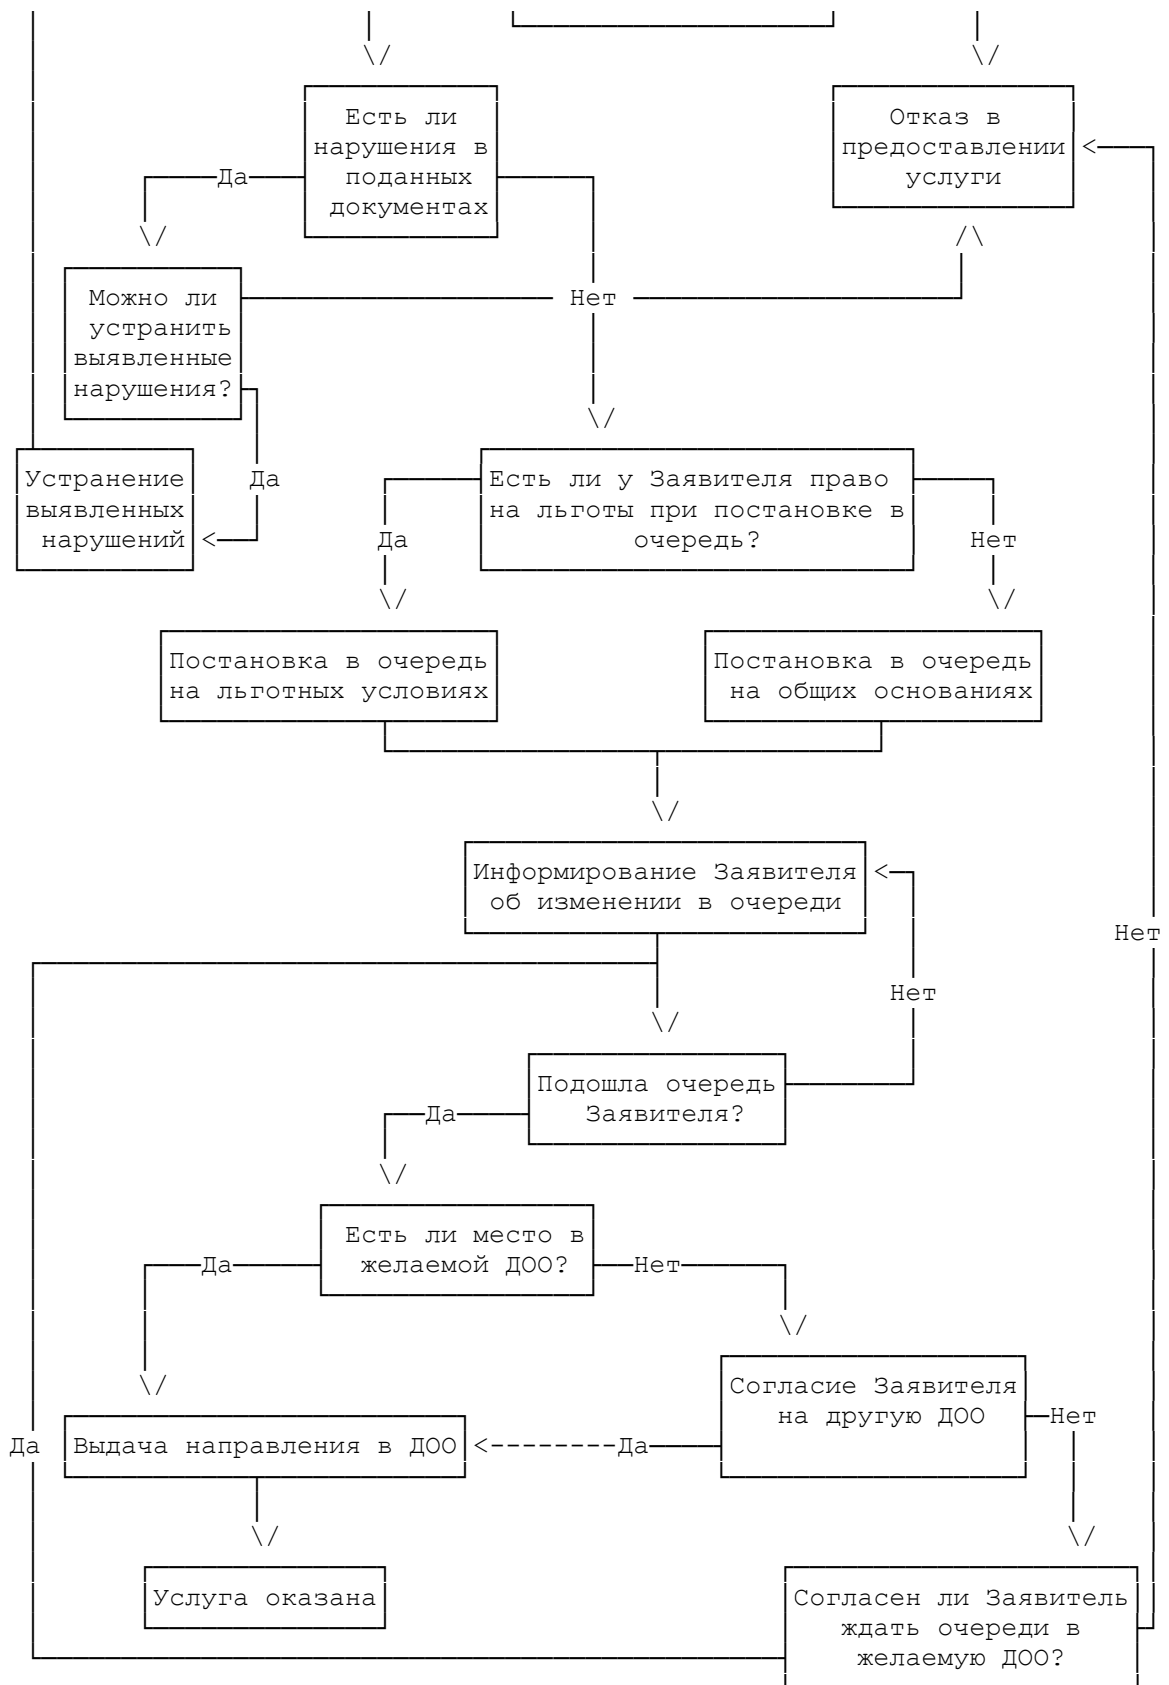 Есть ли
нарушения в
поданных
документах
Отказ в
предоставлении
услуги
Да
Можно ли
устранить
выявленные
нарушения?
Нет
Устранение
выявленных
нарушений
Да
Есть ли у Заявителя право
на льготы при постановке в
очередь?
Да
Нет
Постановка в очередь
на льготных условиях
Постановка в очередь
на общих основаниях
Информирование Заявителя
об изменении в очереди
Нет
Нет
Подошла очередь
Заявителя?
Да
Есть ли место в
желаемой ДОО?
Да
Нет
Согласие Заявителя
на другую ДОО
Нет
Да
Выдача направления в ДОО
Да
Услуга оказана
Согласен ли Заявитель
ждать очереди в
желаемую ДОО?